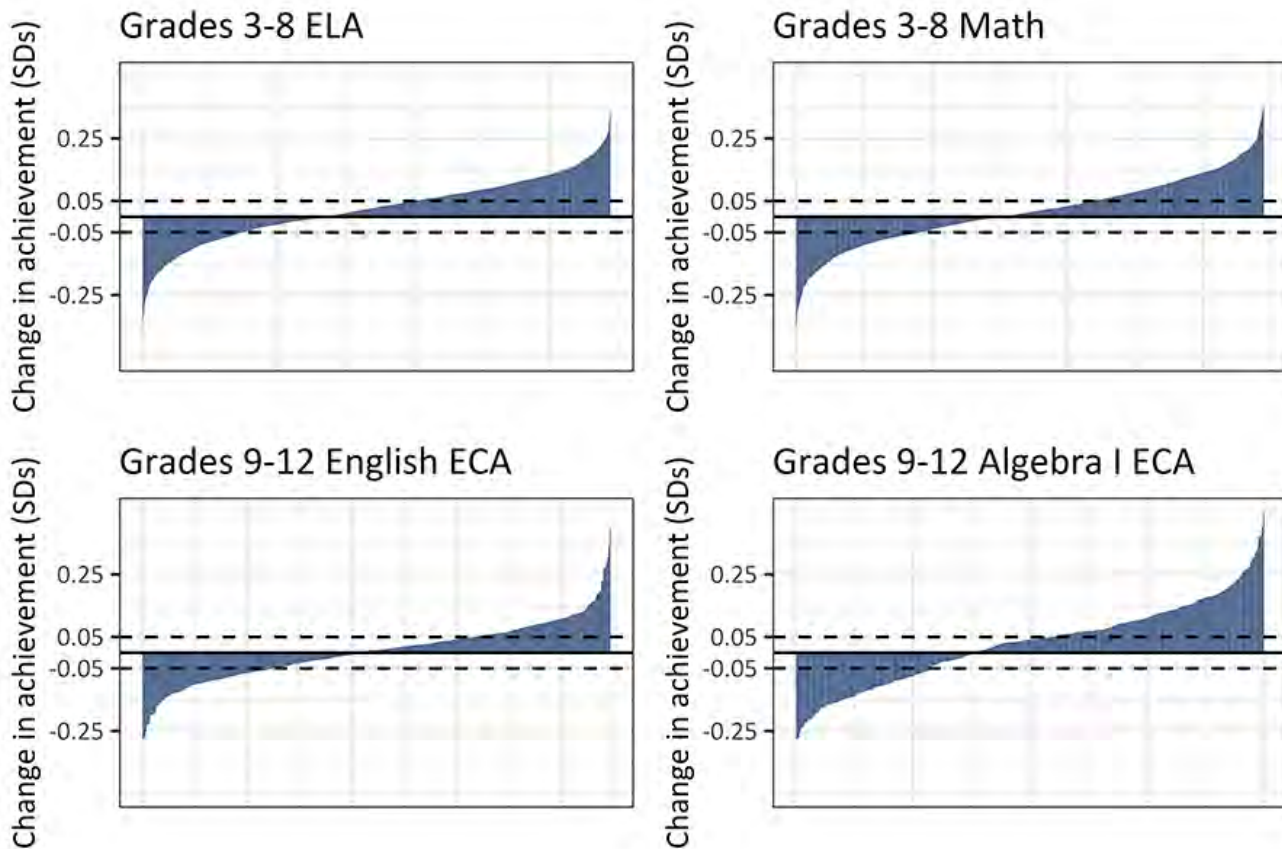 Grades 3-8 ELA
Change in achievement (SDs)
0.25
0.05
-0.05
-0.25
Grades 3-8 Math
Change in achievement (SDs)
0.25
0.05
-0.05
-0.25
Grades 9-12 English ECA
Change in achievement (SDs)
0.25
0.05
-0.05
-0.25
Grades 9-12 Algebra I ECA
Change in achievement (SDs)
0.25
0.05
-0.05
-0.25